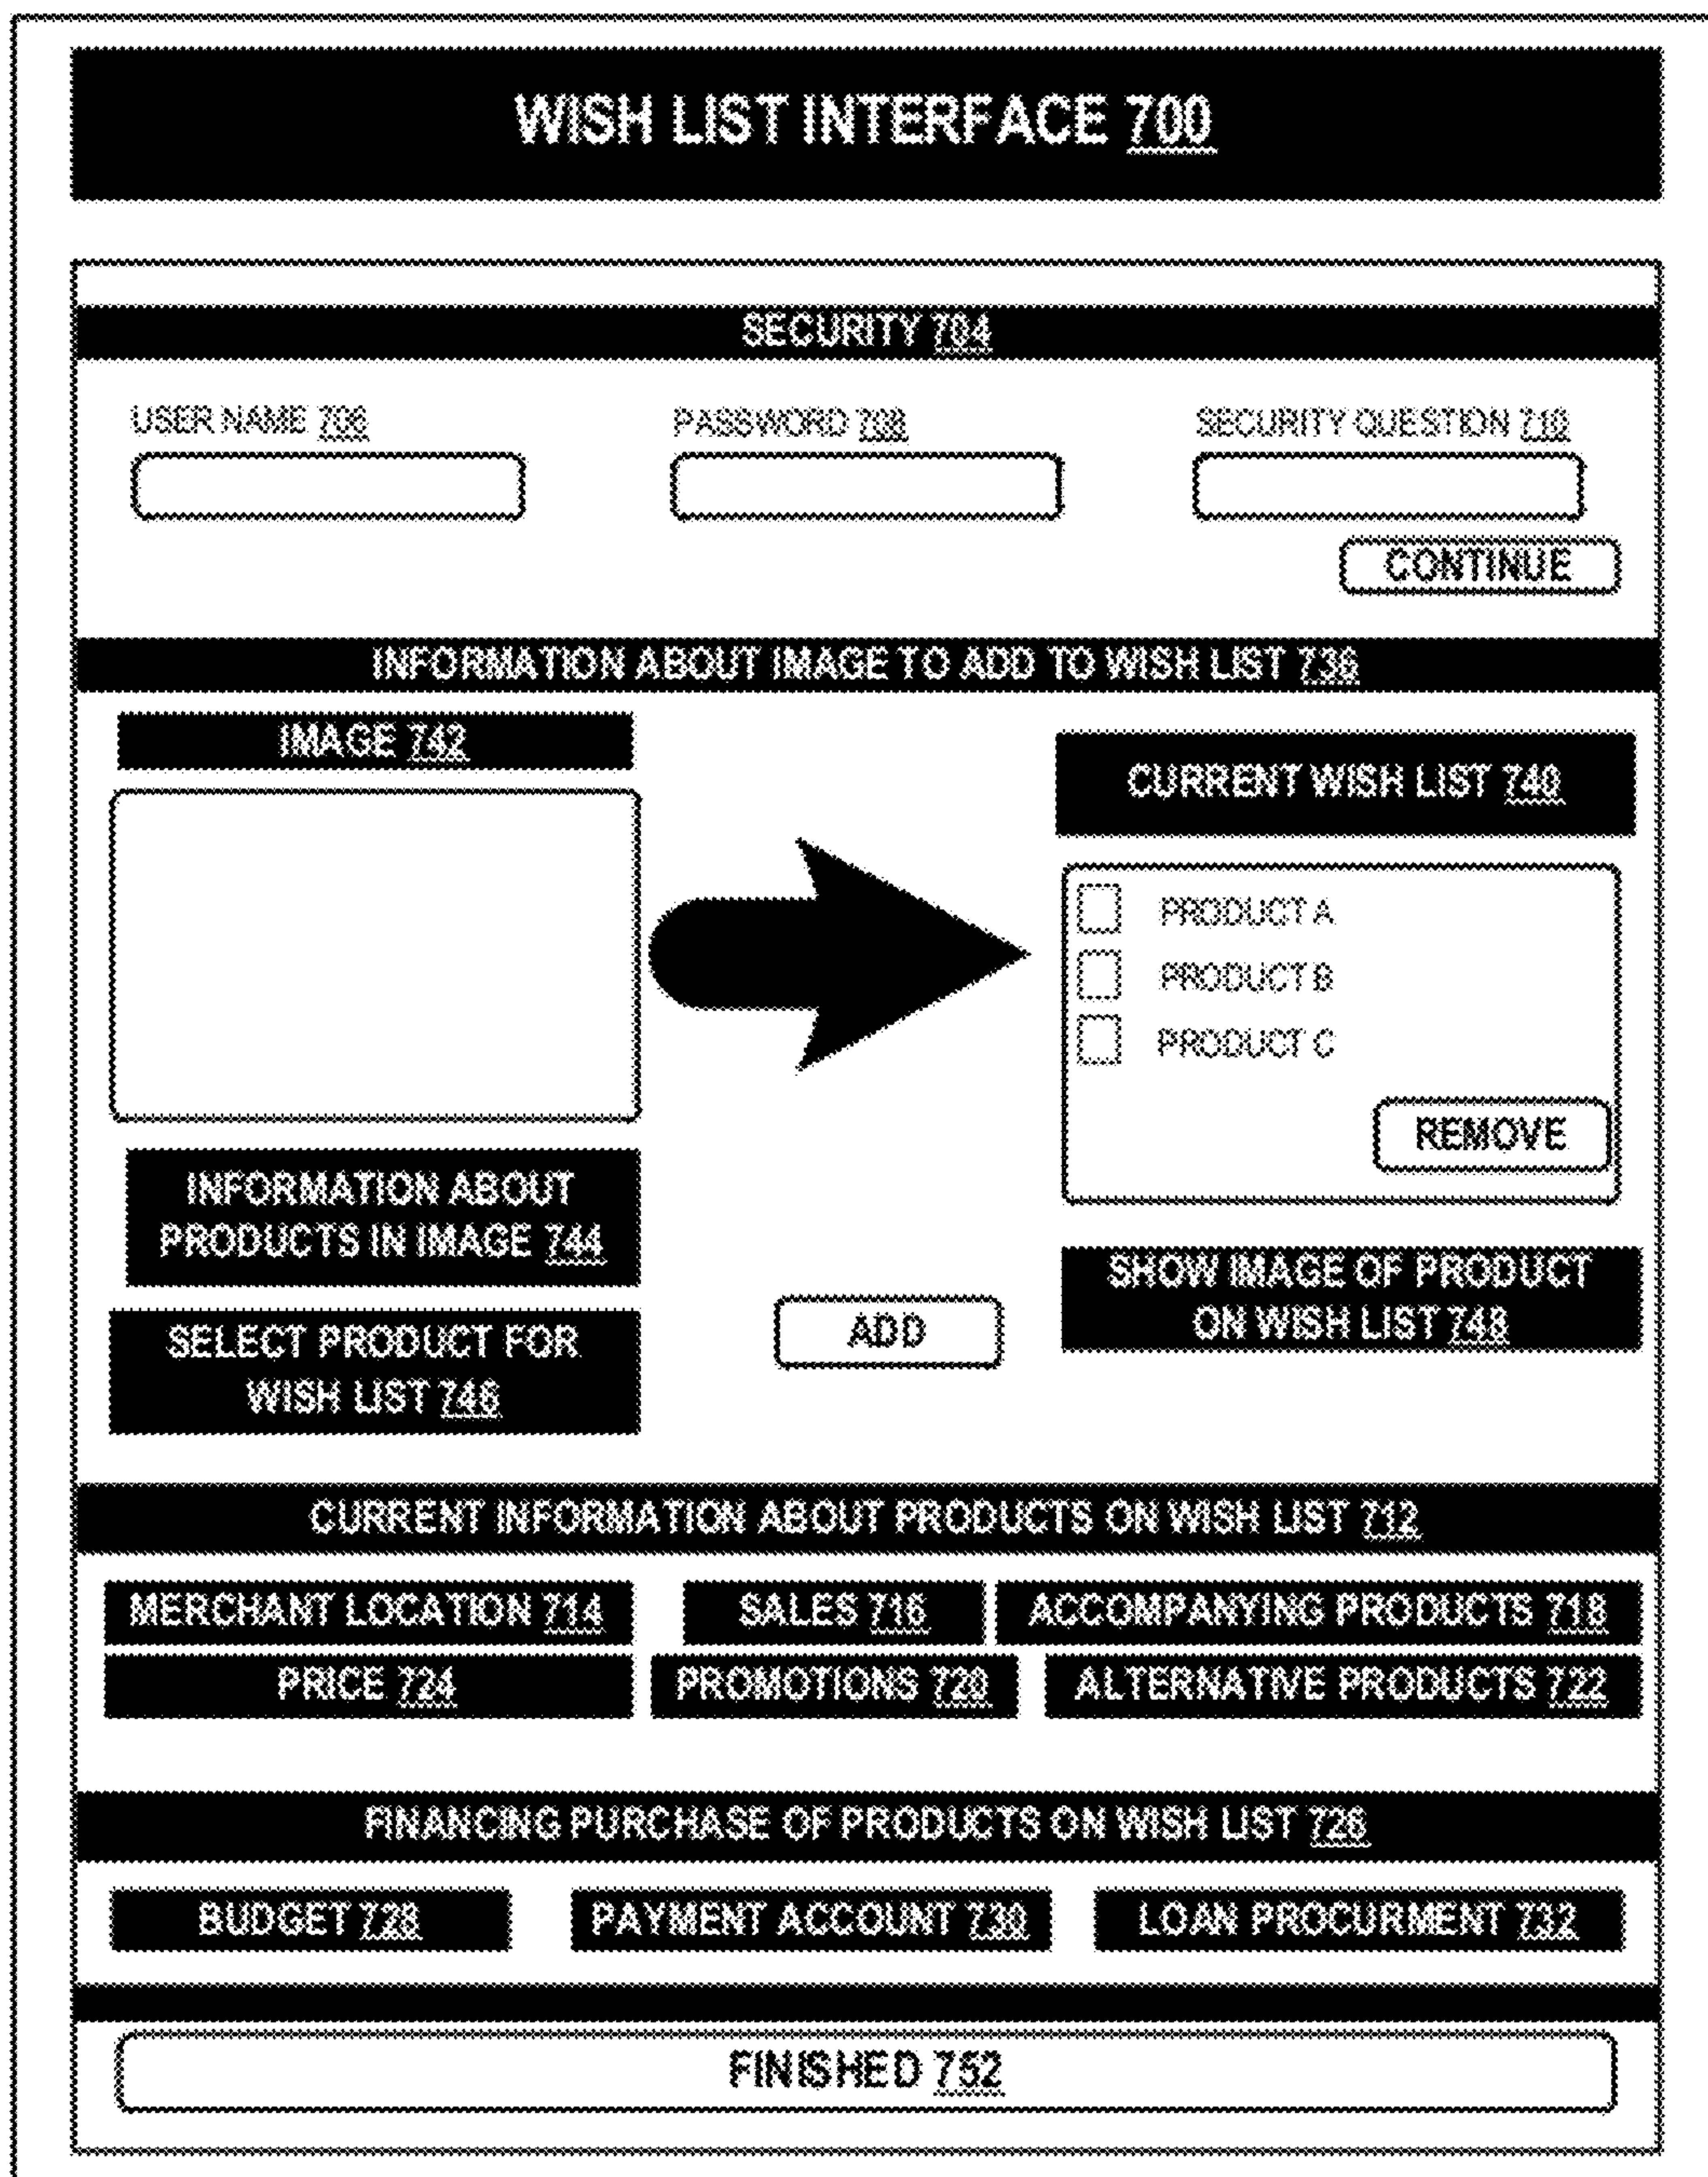 WISH LIST INTERFACE 700
SECURITY 704
USER NAME 706
PASSWORD 708
SECURITY QUESTION 710
CONTINUE
INFORMATION ABOUT IMAGE TO ADD TO WISH LIST 736
IMAGE 742
CURRENT WISH LIST 740
PRODUCT A
PRODUCT B
PRODUCT C
REMOVE
INFORMATION ABOUT
PRODUCTS IN IMAGE 744
SELECT PRODUCT FOR
WISH LIST 746
ADD
SHOW IMAGE OF PRODUCT
ON WISH LIST 748
CURRENT INFORMATION ABOUT PRODUCTS ON WISH LIST 712
MERCHANT LOCATION 714
SALES 716
ACCOMPANYING PRODUCTS 718
PRICE 724
PROMOTIONS 720
ALTERNATIVE PRODUCTS 722
FINANCING PURCHASE OF PRODUCTS ON WISH LIST 726
BUDGET 728
PAYMENT ACCOUNT 730
LOAN PROCURMENT 732
FINISHED 752